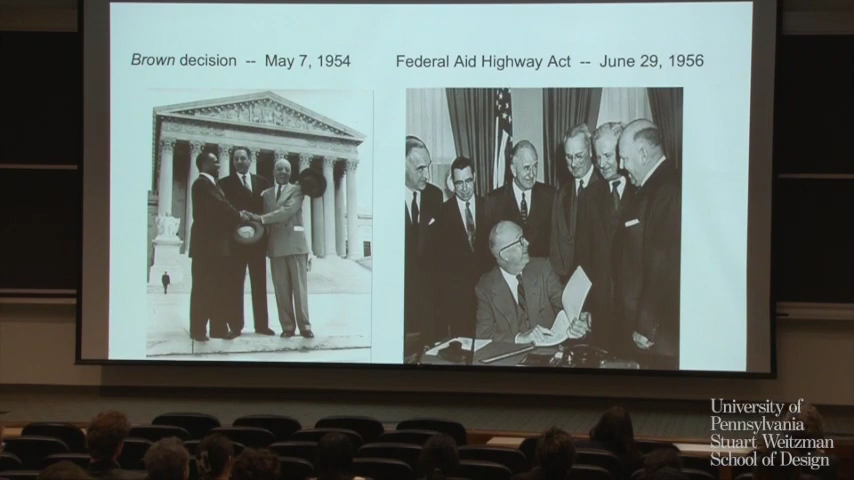 Brown decision -- May 7, 1954
Federal Aid Highway Act -- June 29, 1956
University of
Pennsylvania
Stuart Weitzman
School of Design